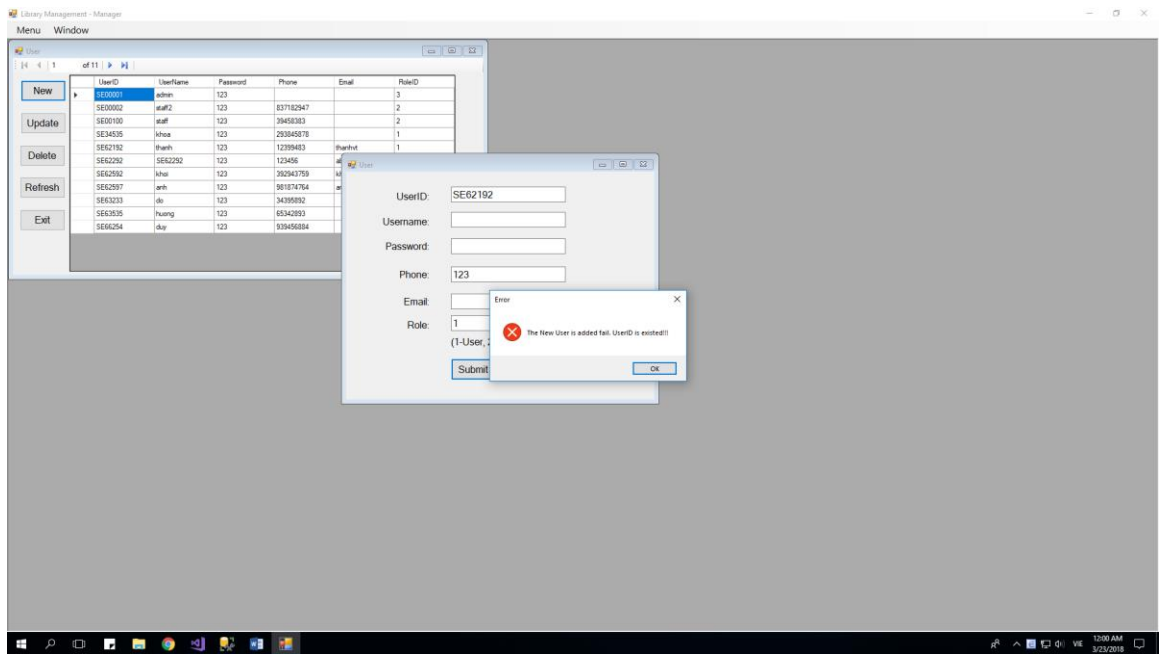 Library Management - Manager
Menu Window
User
1 of 11
UserID UserName Password Phone Email RoleID
New
SE00001 admin 123 3
SE00002 staff2 123 837182947 2
Update
SE00100 staff 123 39458383 2
SE34535 khoa 293845878 1
Delete
SE62192 thanh 123 12399483 thanhvt 1
SE62292 SE62292 123 123456
SE62592 khoi 123 392943759
Refresh
SE62597 anh 123 981874764
SE63233 do 123 34395892
Exit
SE63535 huong 123 65342893
SE66254 duy 123 939456884
User
UserID: SE62192
Username:
Password:
Phone: 123
Email:
Role: 1
(1-User,
Submit
Error
The New User is added fail. UserID is existed!!!
OK
VIE
12:00 AM
3/23/2018